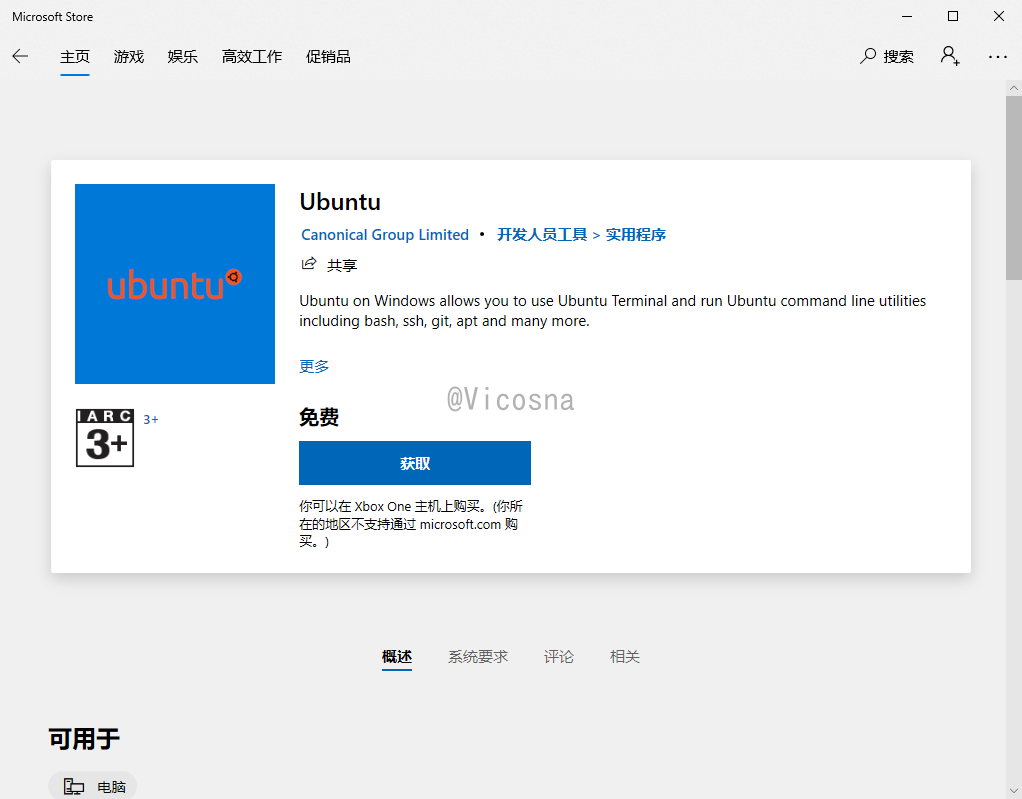 Microsoft Store
主页 游戏 娱乐 高效工作 促销品 搜索
ubuntu
Ubuntu
Canonical Group Limited • 开发人员工具 > 实用程序
共享
Ubuntu on Windows allows you to use Ubuntu Terminal and run Ubuntu command line utilities
including bash, ssh, git, apt and many more.
更多
@Vicosna
IARC
3+
3+
免费
获取
你可以在 Xbox One 主机上购买。(你所
在的地区不支持通过 microsoft.com 购
买。)
概述 系统要求 评论 相关
可用于
电脑